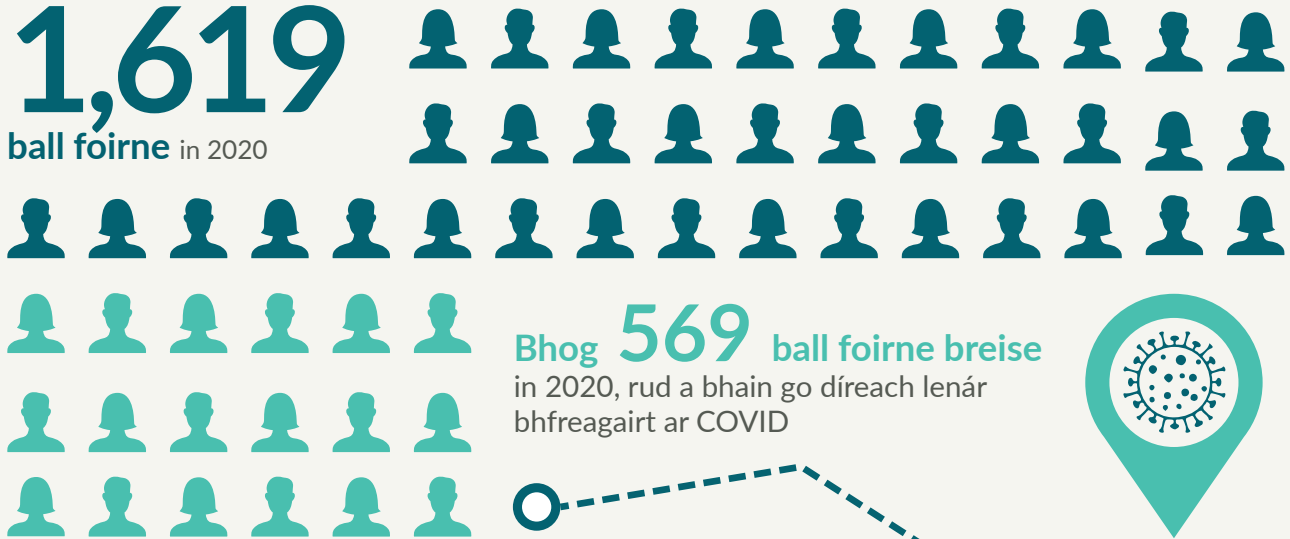 1,619
ball foirne in 2020
Bhog 569 ball foirne breise
in 2020, rud a bhain go díreach lenár
bhfreagairt ar COVID